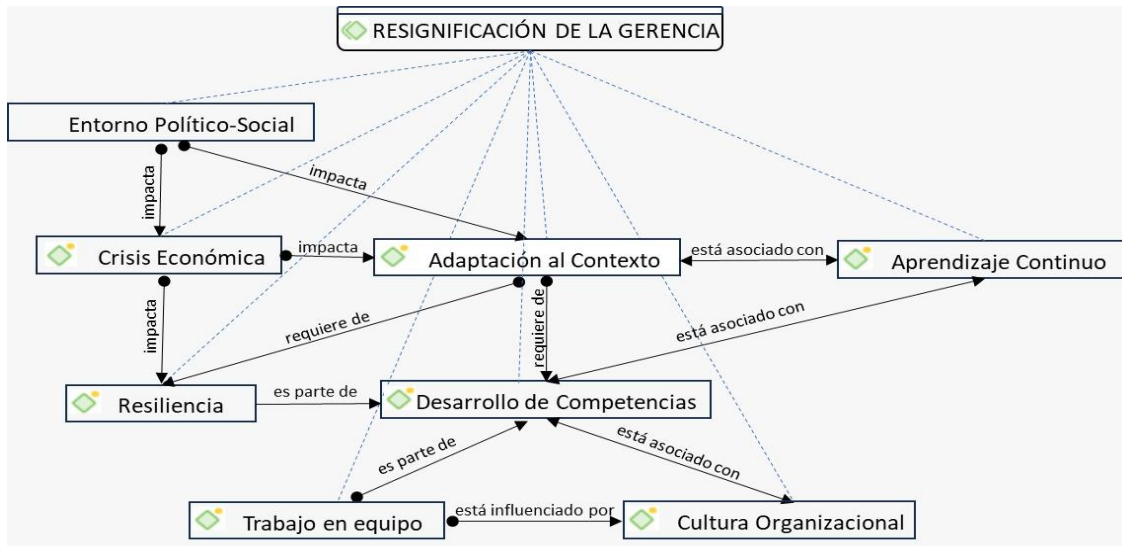 RESIGNIFICACIÓN DE LA GERENCIA
Entorno Político-Social
impacta
impacta
Crisis Económica
impacta
Adaptación al Contexto
está asociado con
Aprendizaje Continuo
impacta
requiere de
requiere de
está asociado con
Resiliencia
es parte de
Desarrollo de Competencias
es parte de
está asociado con
Trabajo en equipo
está influenciado por
Cultura Organizacional